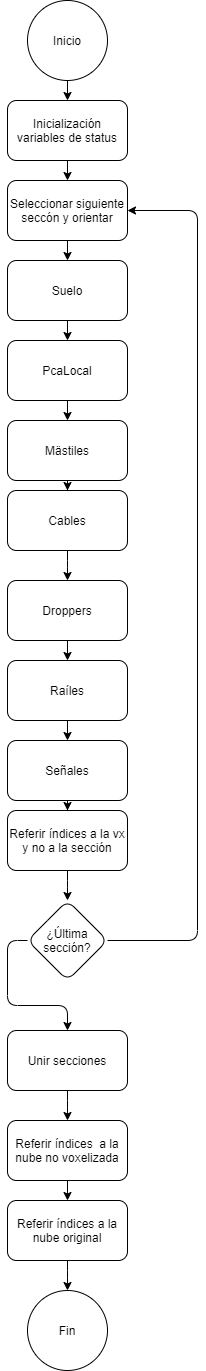 Inicio
Inicialización
variables de status
Seleccionar siguiente
seccón y orientar
Suelo
PcaLocal
Mästiles
Cables
Droppers
Raíles
Señales
Referir índices a la vx
y no a la sección
¿Última
sección?
Unir secciones
Referir índices a la
nube no voxelizada
Referir índices a la
nube original
Fin